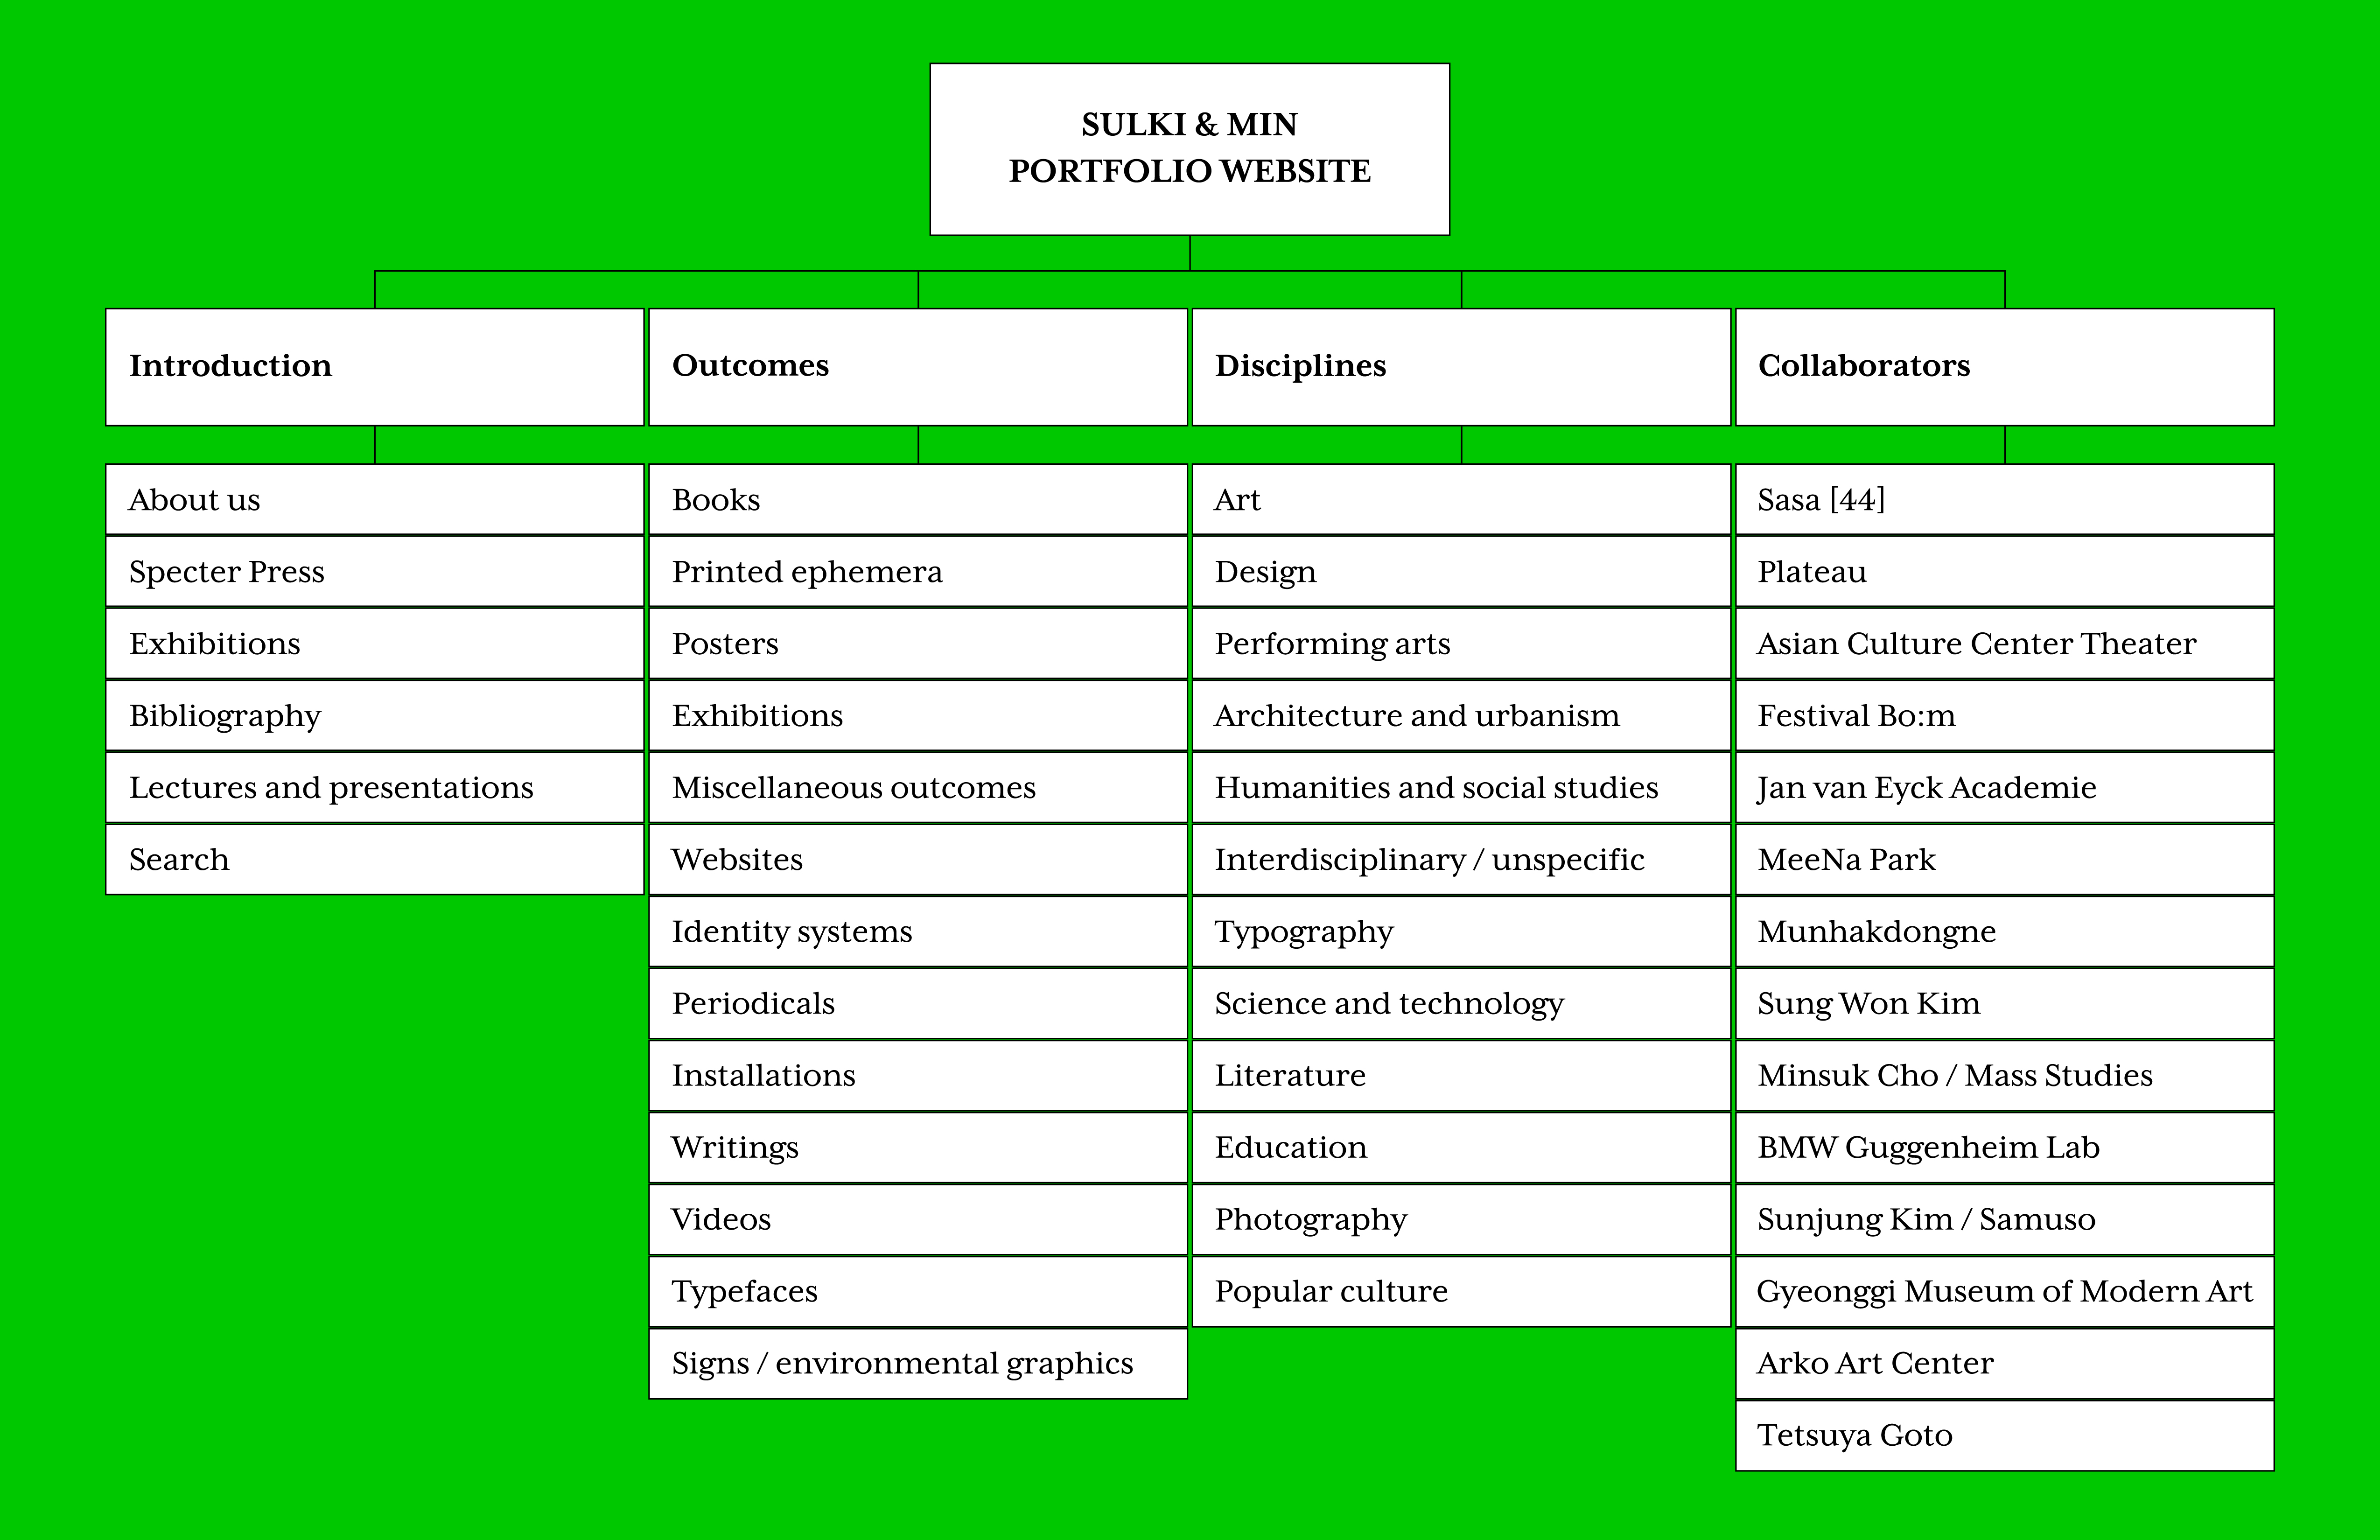 SULKI & MIN
PORTFOLIO WEBSITE
Introduction
About us
Specter Press
Exhibitions
Bibliography
Lectures and presentations
Search
Outcomes
Books
Printed ephemera
Posters
Exhibitions
Miscellaneous outcomes
Websites
Identity systems
Periodicals
Installations
Writings
Videos
Typefaces
Signs / environmental graphics
Disciplines
Art
Design
Performing arts
Architecture and urbanism
Humanities and social studies
Interdisciplinary / unspecific
Typography
Science and technology
Literature
Education
Photography
Popular culture
Collaborators
Sasa [44]
Plateau
Asian Culture Center Theater
Festival Bo:m
Jan van Eyck Academie
MeeNa Park
Munhakdongne
Sung Won Kim
Minsuk Cho / Mass Studies
BMW Guggenheim Lab
Sunjung Kim / Samuso
Gyeonggi Museum of Modern Art
Arko Art Center
Tetsuya Goto